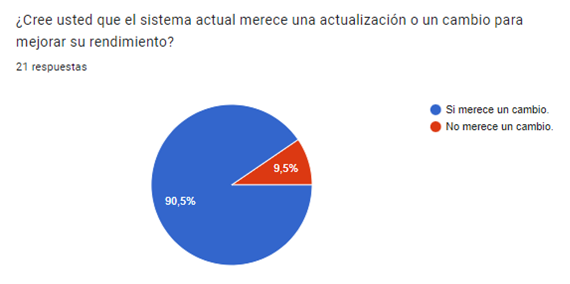 ¿Cree usted que el sistema actual merece una actualización o un cambio para
mejorar su rendimiento?
21 respuestas
Si merece un cambio.
No merece un cambio.
9,5%
90,5%